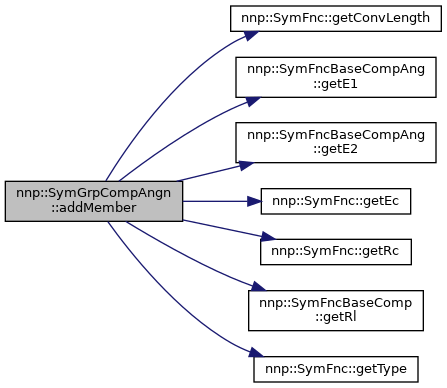 nnp::SymFnc::getConvLength
nnp::SymFncBaseCompAng
::getE1
nnp::SymFncBaseCompAng
::getE2
nnp::SymGrpCompAngn
::addMember
nnp::SymFnc::getEc
nnp::SymFnc::getRc
nnp::SymFncBaseComp
::getRl
nnp::SymFnc::getType